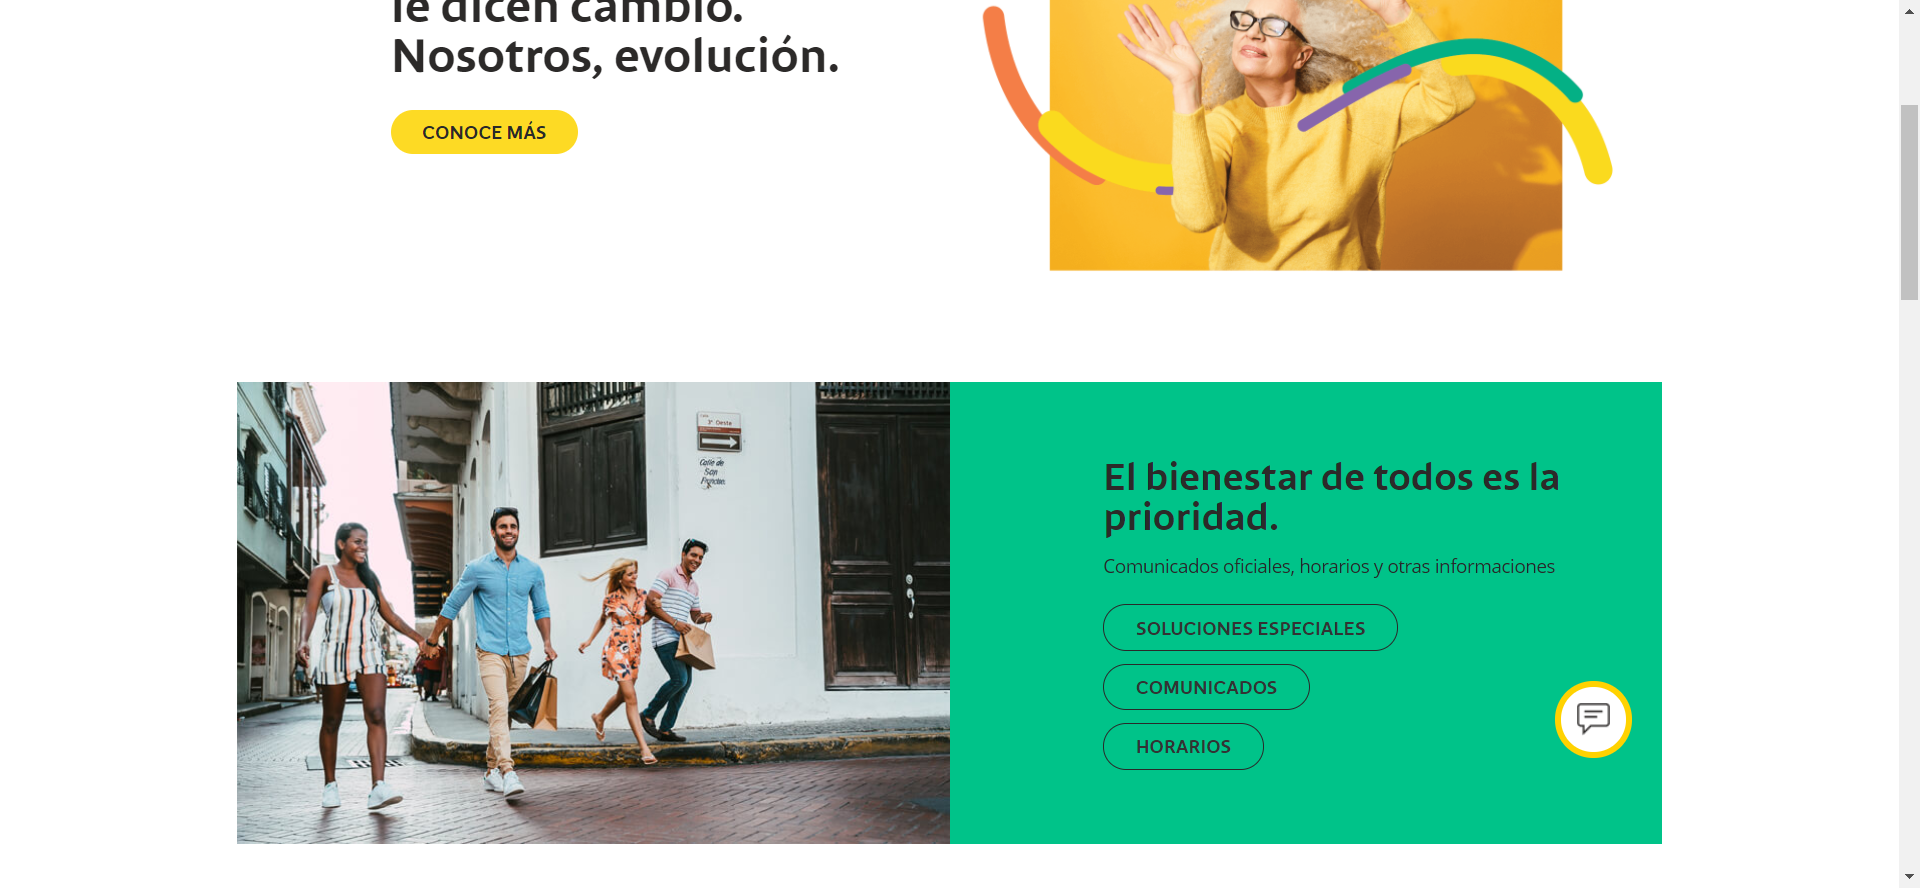 le dicen cambio.
Nosotros, evolución.
CONOCE MÁS
3ª Oeste
Calle de
San
El bienestar de todos es la
prioridad.
Comunicados oficiales, horarios y otras informaciones
SOLUCIONES ESPECIALES
COMUNICADOS
HORARIOS